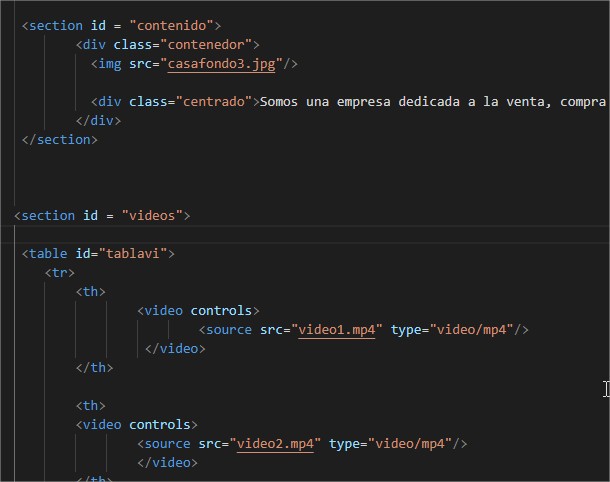 <section id = "contenido">
<div class="contenedor">
<img src="casafondo3.jpg"/>
<div class="centrado">Somos una empresa dedicada a la venta, compra
</div>
</section>
<section id = "videos">
<table id="tablavi">
<tr>
<th>
<video controls>
<source src="video1.mp4" type="video/mp4"/>
</video>
</th>
<th>
<video controls>
<source src="video2.mp4" type="video/mp4"/>
</video>
</th>